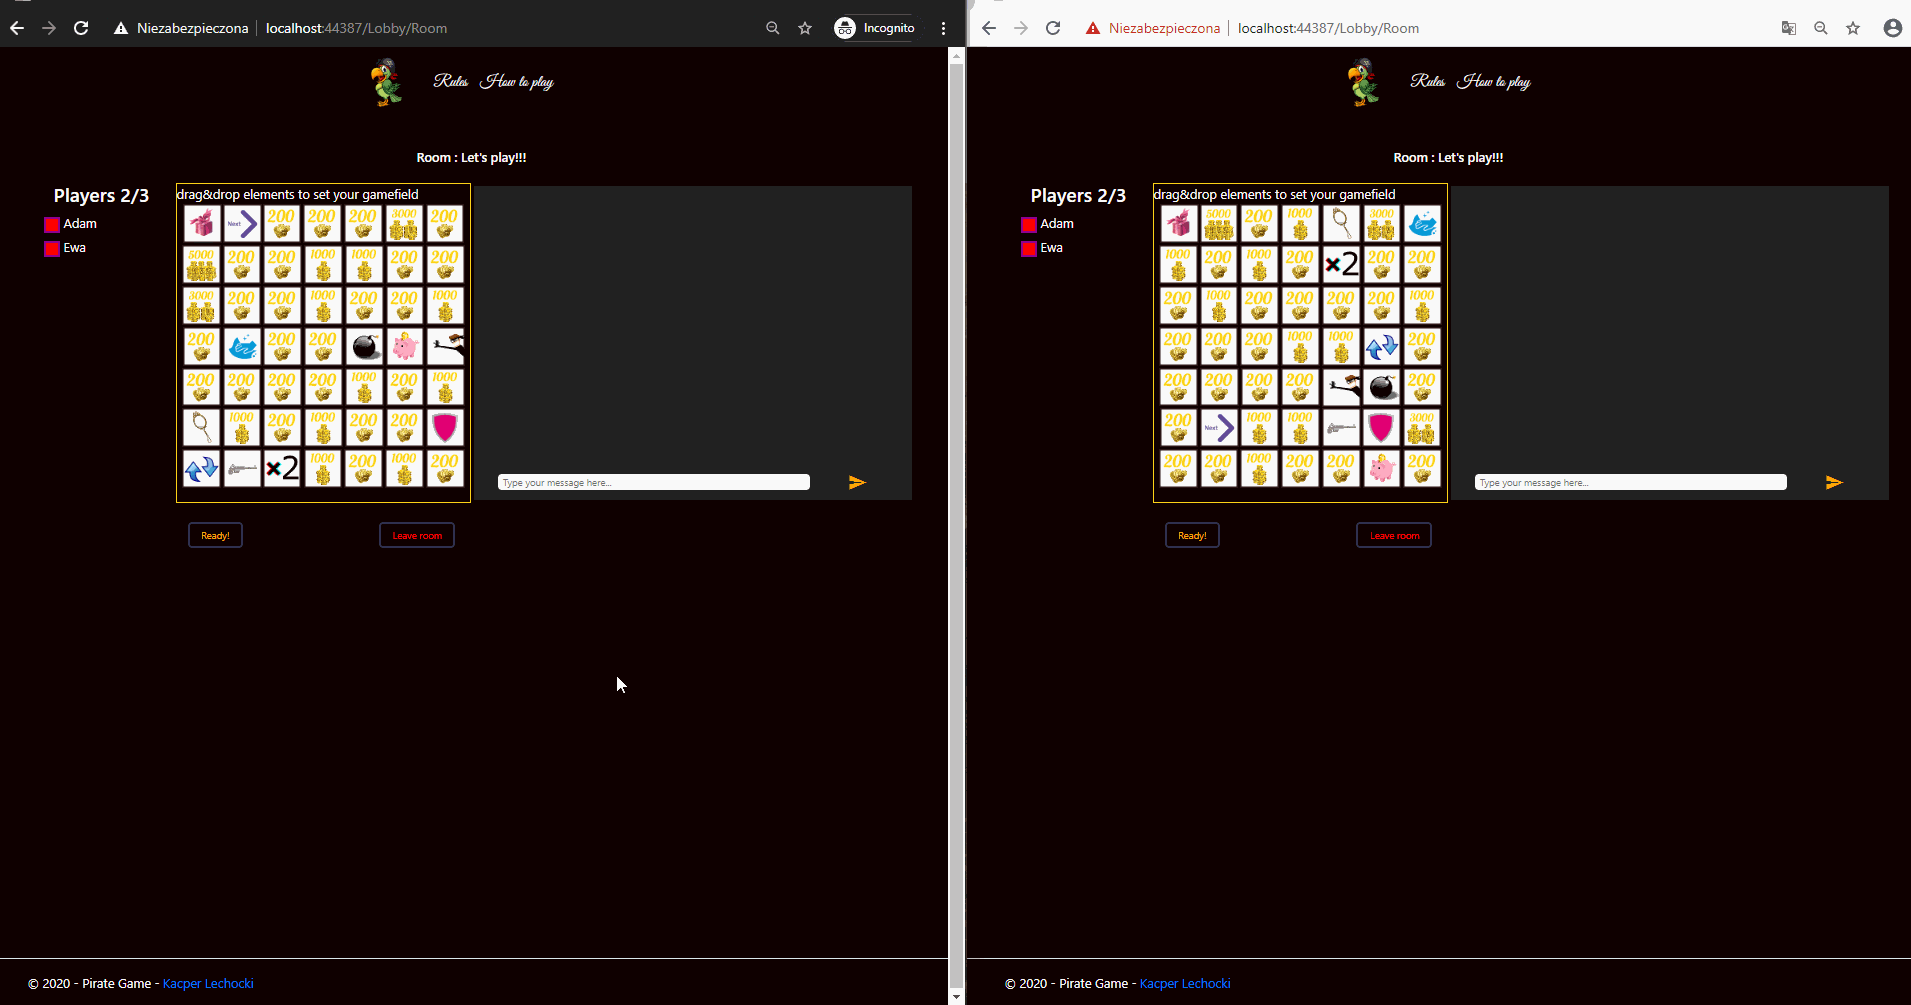 Niezabezpieczona localhost:44387/Lobby/Room Incognito
Rules How to play
Room : Let's play!!!
Players 2/3
Adam
Ewa
drag&drop elements to set your gamefield
Next 200 200 200 3000 200
5000 200 200 1000 1000 200 200
3000 200 200 1000 200 200 1000
200 200 200
200 200 200 200 1000 200 1000
1000 200 1000 200 200
×2 1000 200 1000 200
Type your message here...
Ready! Leave room
© 2020 - Pirate Game - Kacper Lechocki
Niezabezpieczona localhost:44387/Lobby/Room
Rules How to play
Room : Let's play!!!
Players 2/3
Adam
Ewa
drag&drop elements to set your gamefield
5000 200 1000 3000
1000 200 1000 200 ×2 200 200
200 1000 200 200 200 200 1000
200 200 200 1000 1000 200
200 200 200 200 200
200 Next 1000 1000 3000
200 200 1000 200 200 200
Type your message here...
Ready! Leave room
© 2020 - Pirate Game - Kacper Lechocki